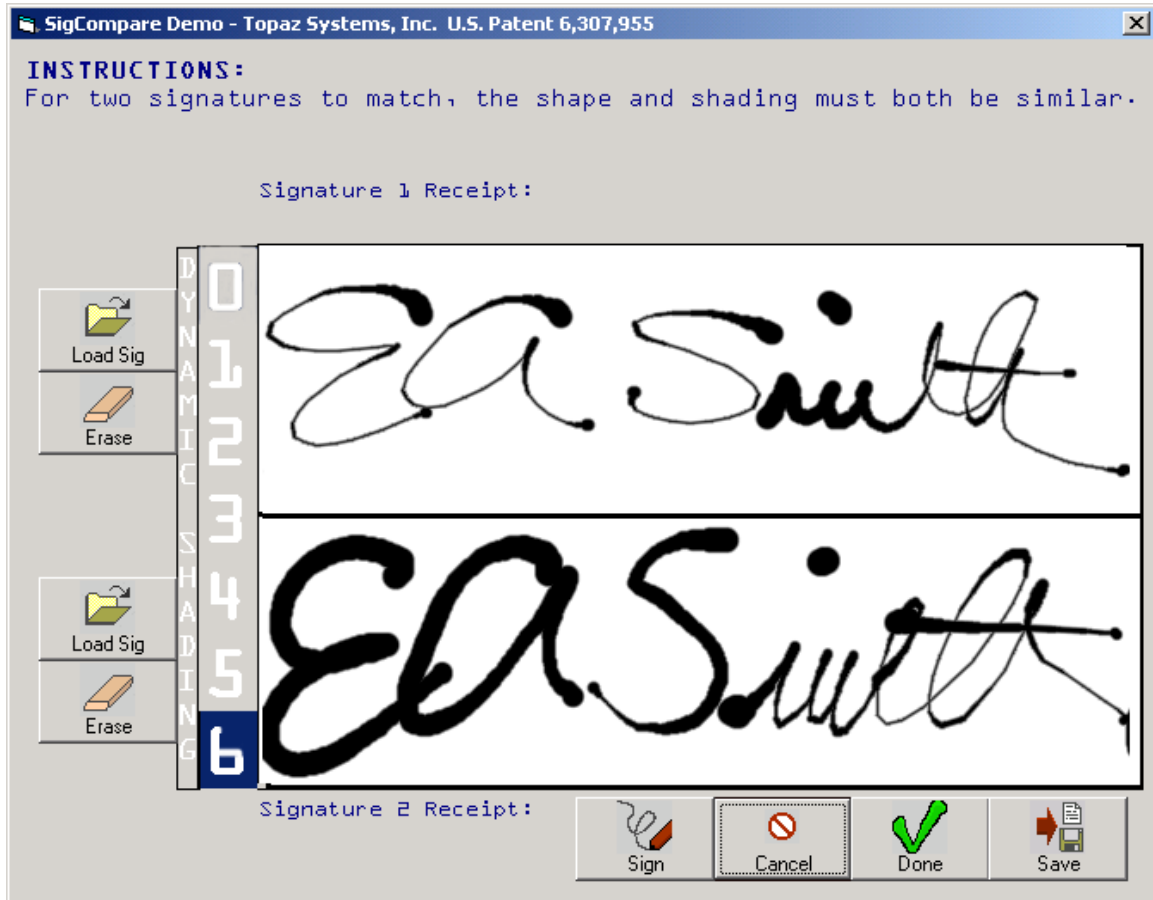 SigCompare Demo - Topaz Systems, Inc. U.S. Patent 6,307,955
INSTRUCTIONS:
For two signatures to match, the shape and shading must both be similar.
Signature 1 Receipt:
DYNAMIC SHADING
0
1
2
3
4
5
6
Load Sig
Erase
EA Smith
Load Sig
Erase
EA Smith
Signature 2 Receipt:
Sign
Cancel
Done
Save